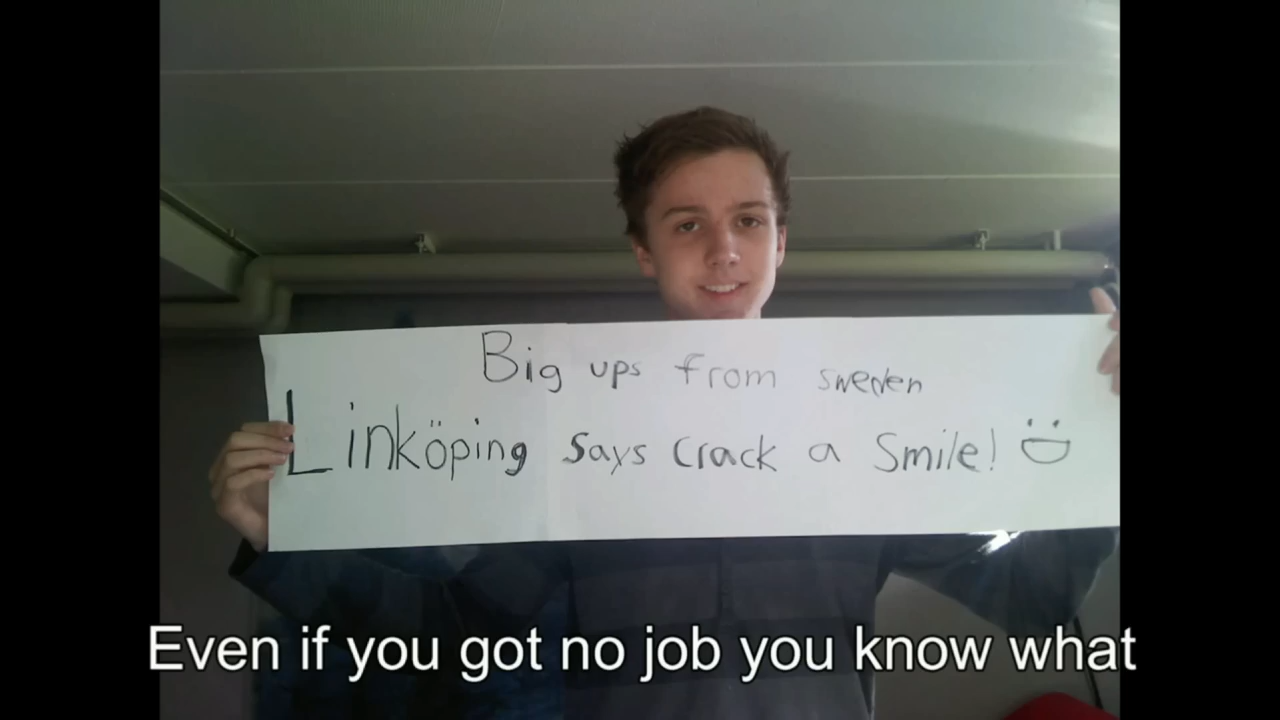 Big ups from sweden
Linköping says crack a smile!
Even if you got no job you know what